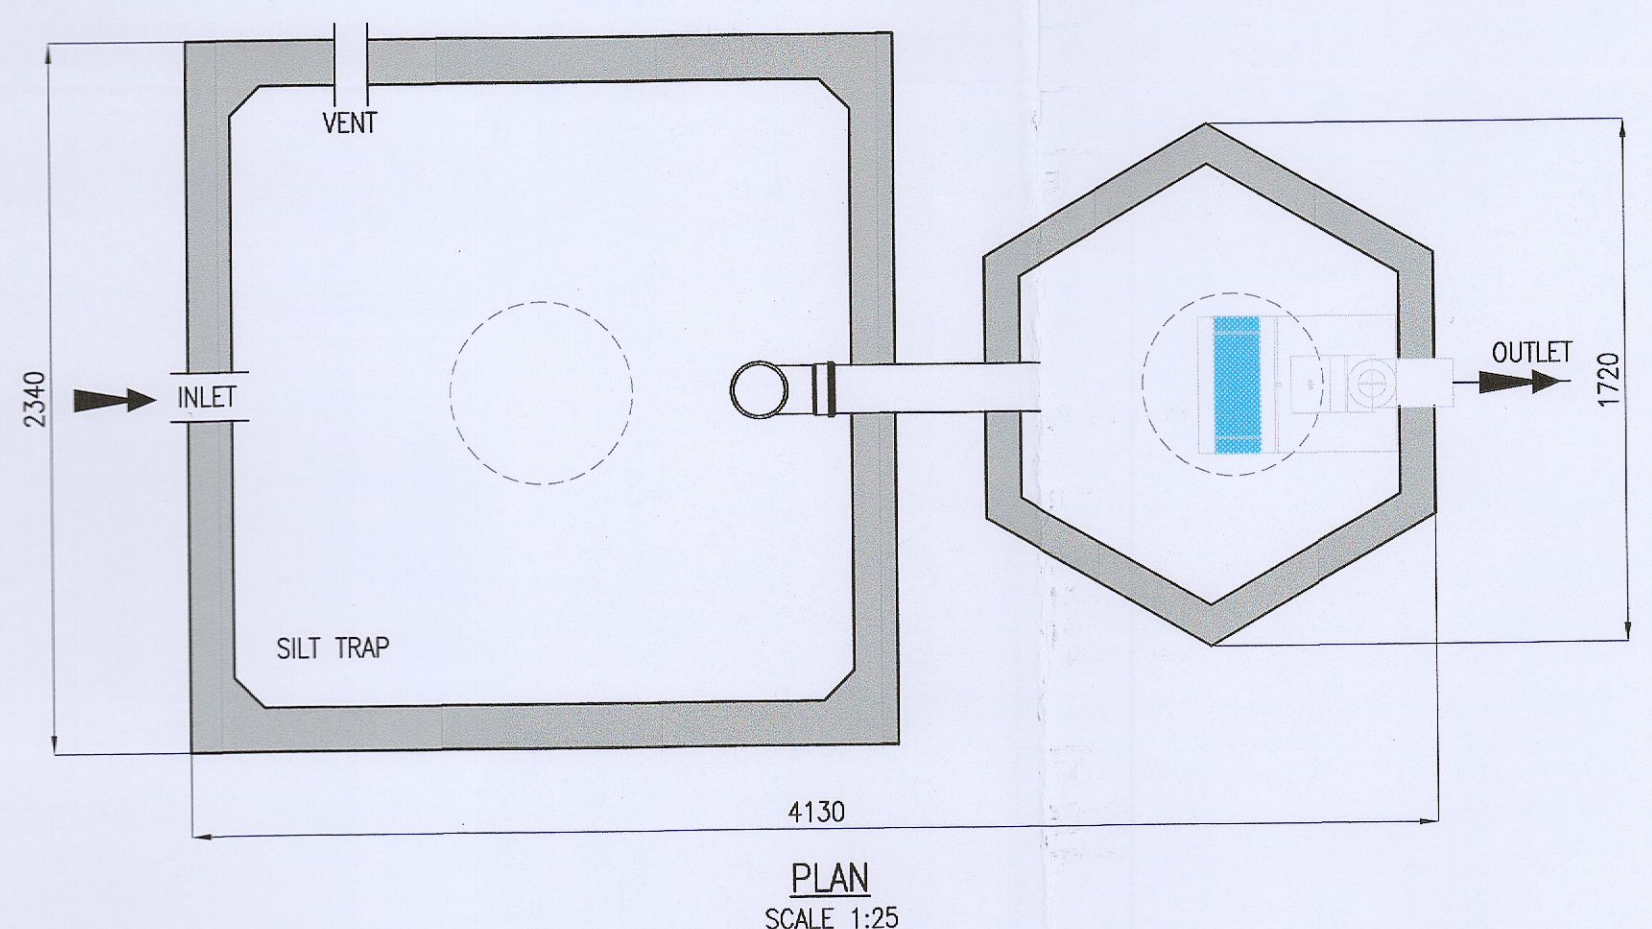 VENT
2340
INLET
OUTLET
1720
SILT TRAP
4130
PLAN
SCALE 1:25